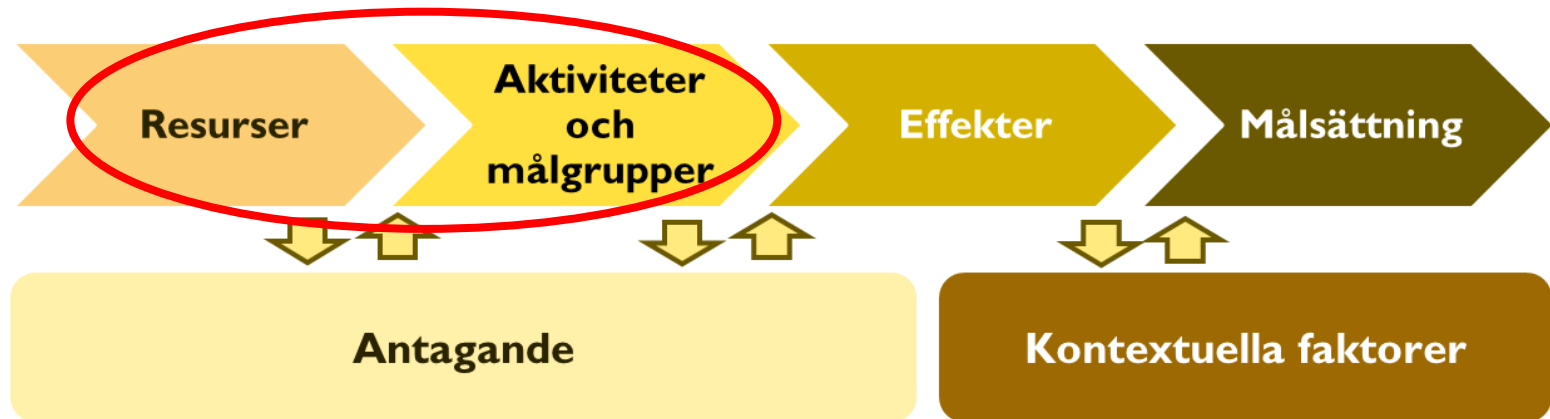 Resurser
Aktiviteter
och
målgrupper
Effekter
Målsättning
Antagande
Kontextuella faktorer